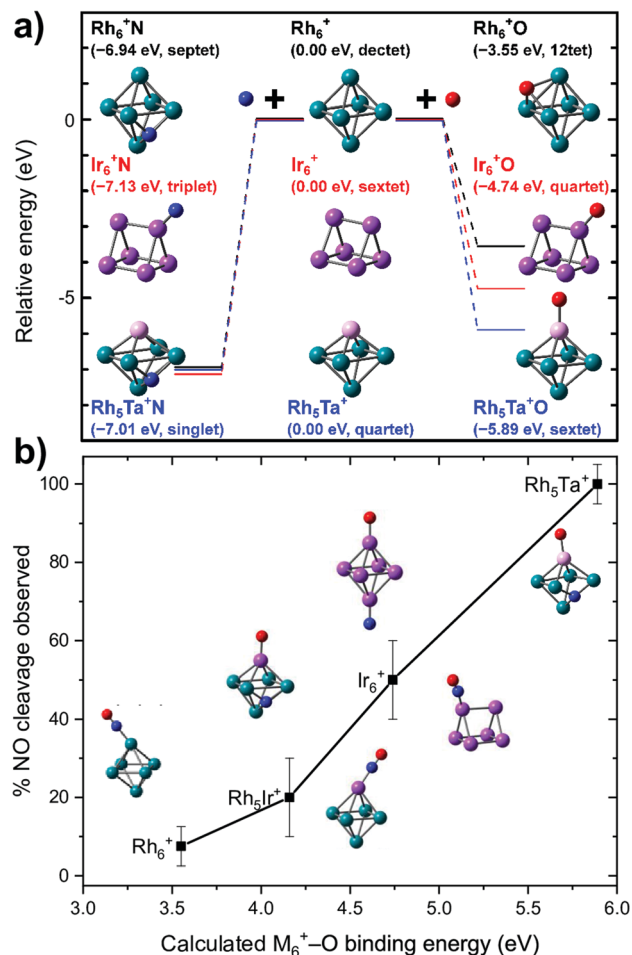 a)
Rh₆⁺N Rh₆⁺ Rh₆⁺O
(−6.94 eV, septet) (0.00 eV, dectet) (−3.55 eV, 12tet)
+ +
0
Ir₆⁺N Ir₆⁺ Ir₆⁺O
(−7.13 eV, triplet) (0.00 eV, sextet) (−4.74 eV, quartet)
Relative energy (eV)
-5
Rh₅Ta⁺N Rh₅Ta⁺ Rh₅Ta⁺O
(−7.01 eV, singlet) (0.00 eV, quartet) (−5.89 eV, sextet)
b)
% NO cleavage observed
100
80
60
40
20
0
Rh₅Ta⁺
Ir₆⁺
Rh₅Ir⁺
Rh₆⁺
3.0 3.5 4.0 4.5 5.0 5.5 6.0
Calculated M₆⁺–O binding energy (eV)